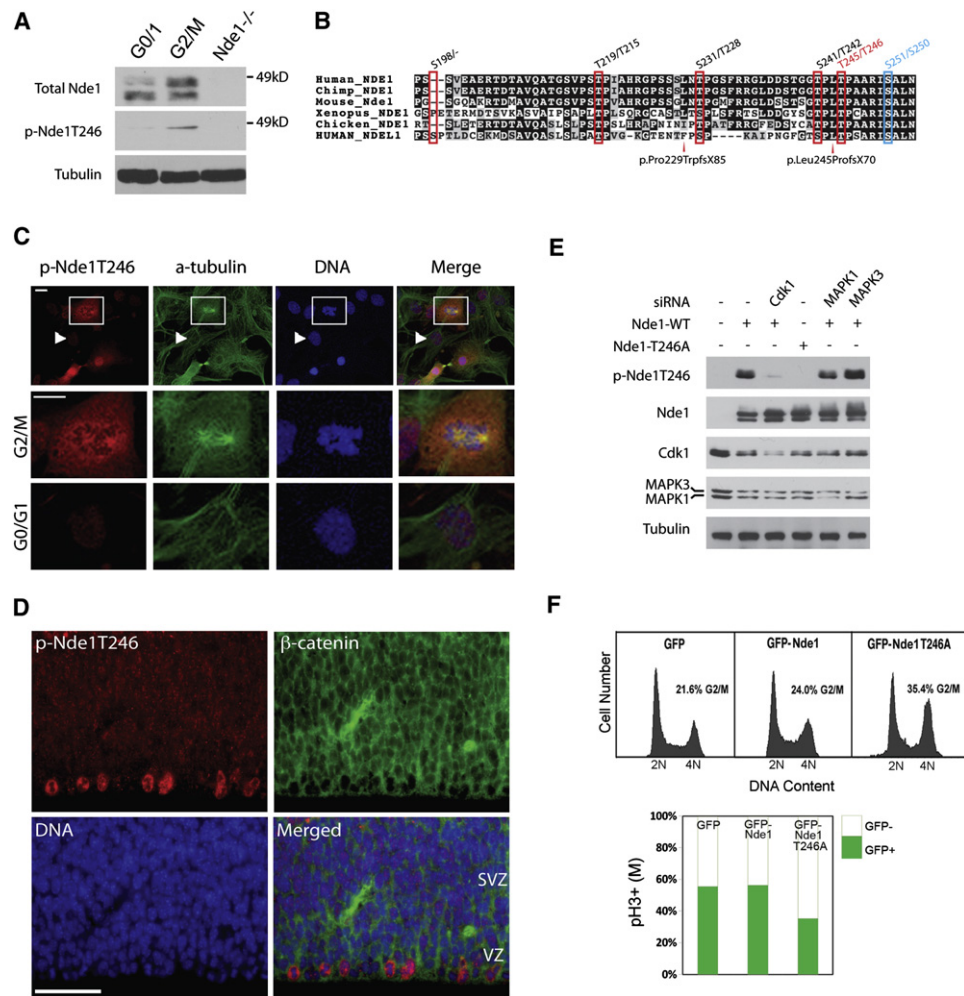 A
G0/1
G2/M
Nde1-/-
Total Nde1
49kD
p-Nde1T246
49kD
Tubulin
B
S198/-
T219/T215
S231/T228
S241/T242
T245/T246
S251/S250
Human_NDE1
Chimp_NDE1
Mouse_Nde1
Xenopus_NDE1
Chicken_NDE1
HUMAN_NDEL1
p.Pro229TrpfsX85
p.Leu245ProfsX70
C
p-Nde1T246
a-tubulin
DNA
Merge
G2/M
G0/G1
D
p-Nde1T246
β-catenin
DNA
Merged
SVZ
VZ
E
siRNA - - Cdk1 - MAPK1 MAPK3
Nde1-WT - + + - + +
Nde1-T246A - - - + - -
p-Nde1T246
Nde1
Cdk1
MAPK3
MAPK1
Tubulin
F
GFP
GFP-Nde1
GFP-Nde1T246A
21.6% G2/M
24.0% G2/M
35.4% G2/M
Cell Number
2N 4N 2N 4N 2N 4N
DNA Content
100%
80%
60%
40%
20%
0%
pH3+ (M)
GFP
GFP-
Nde1
GFP-
Nde1
T246A
GFP-
GFP+